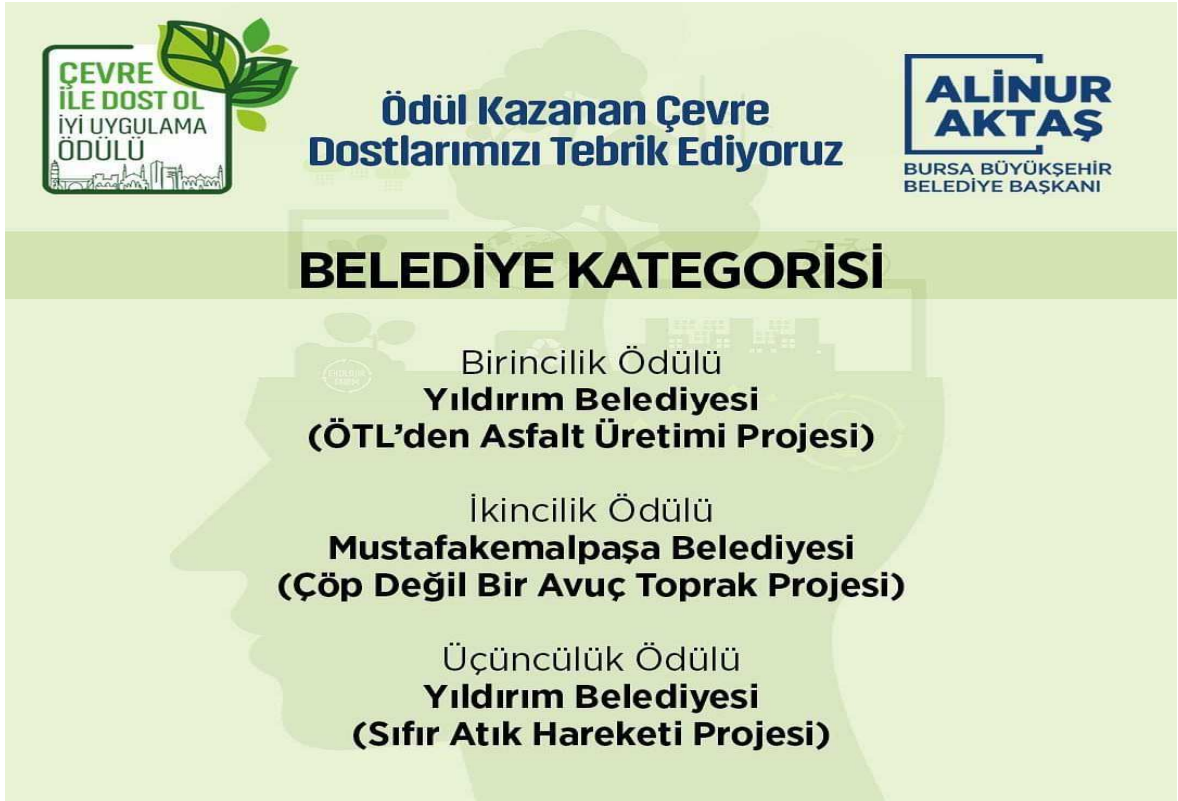 ÇEVRE
İLE DOST OL
İYİ UYGULAMA
ÖDÜLÜ
Ödül Kazanan Çevre
Dostlarımızı Tebrik Ediyoruz
ALİNUR
AKTAŞ
BURSA BÜYÜKŞEHİR
BELEDİYE BAŞKANI
BELEDİYE KATEGORİSİ
Birincilik Ödülü
Yıldırım Belediyesi
(ÖTL'den Asfalt Üretimi Projesi)
İkincilik Ödülü
Mustafakemalpaşa Belediyesi
(Çöp Değil Bir Avuç Toprak Projesi)
Üçüncülük Ödülü
Yıldırım Belediyesi
(Sıfır Atık Hareketi Projesi)